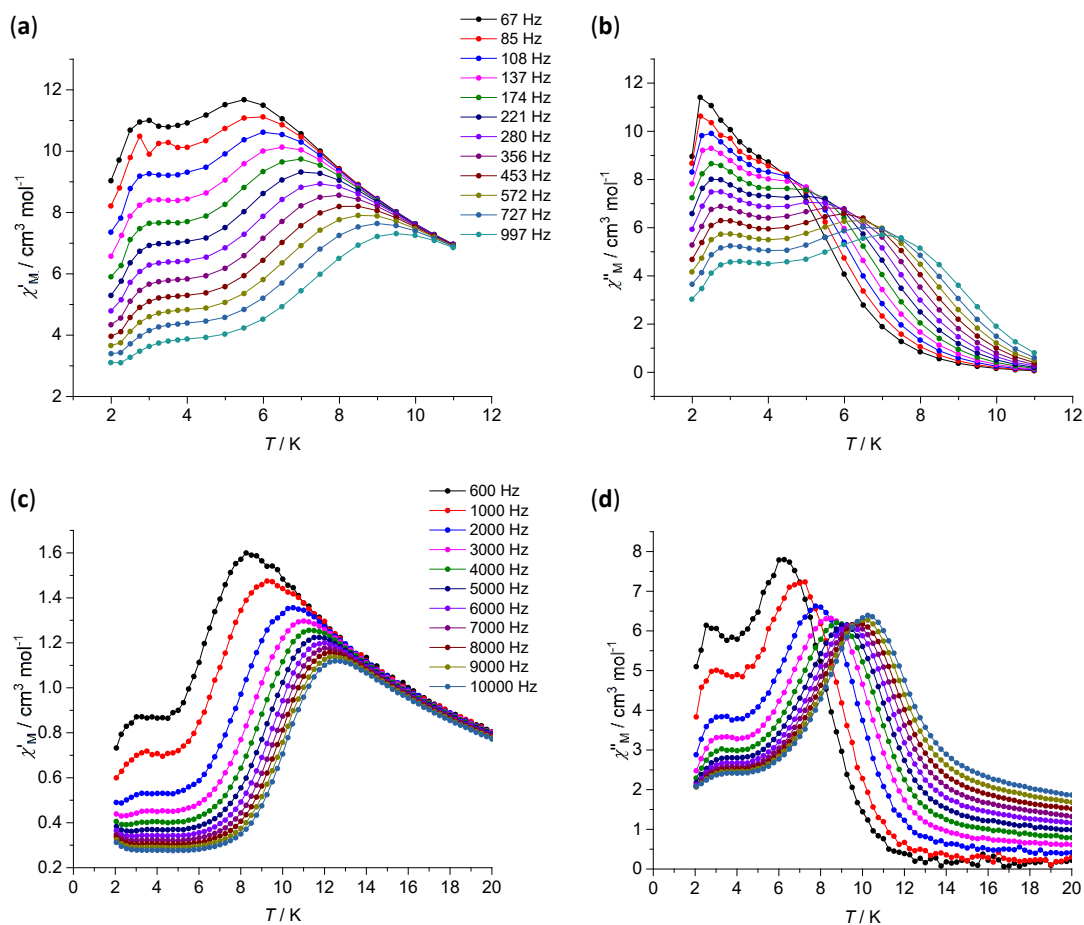 (a)
67 Hz
85 Hz
108 Hz
137 Hz
174 Hz
221 Hz
280 Hz
356 Hz
453 Hz
572 Hz
727 Hz
997 Hz
12
10
8
6
4
2
χ'M / cm³ mol⁻¹
2 4 6 8 10 12
T / K
(b)
12
10
8
6
4
2
0
χ''M / cm³ mol⁻¹
2 4 6 8 10 12
T / K
(c)
600 Hz
1000 Hz
2000 Hz
3000 Hz
4000 Hz
5000 Hz
6000 Hz
7000 Hz
8000 Hz
9000 Hz
10000 Hz
1.6
1.4
1.2
1.0
0.8
0.6
0.4
0.2
χ'M / cm³ mol⁻¹
0 2 4 6 8 10 12 14 16 18 20
T / K
(d)
8
7
6
5
4
3
2
1
0
χ''M / cm³ mol⁻¹
0 2 4 6 8 10 12 14 16 18 20
T / K